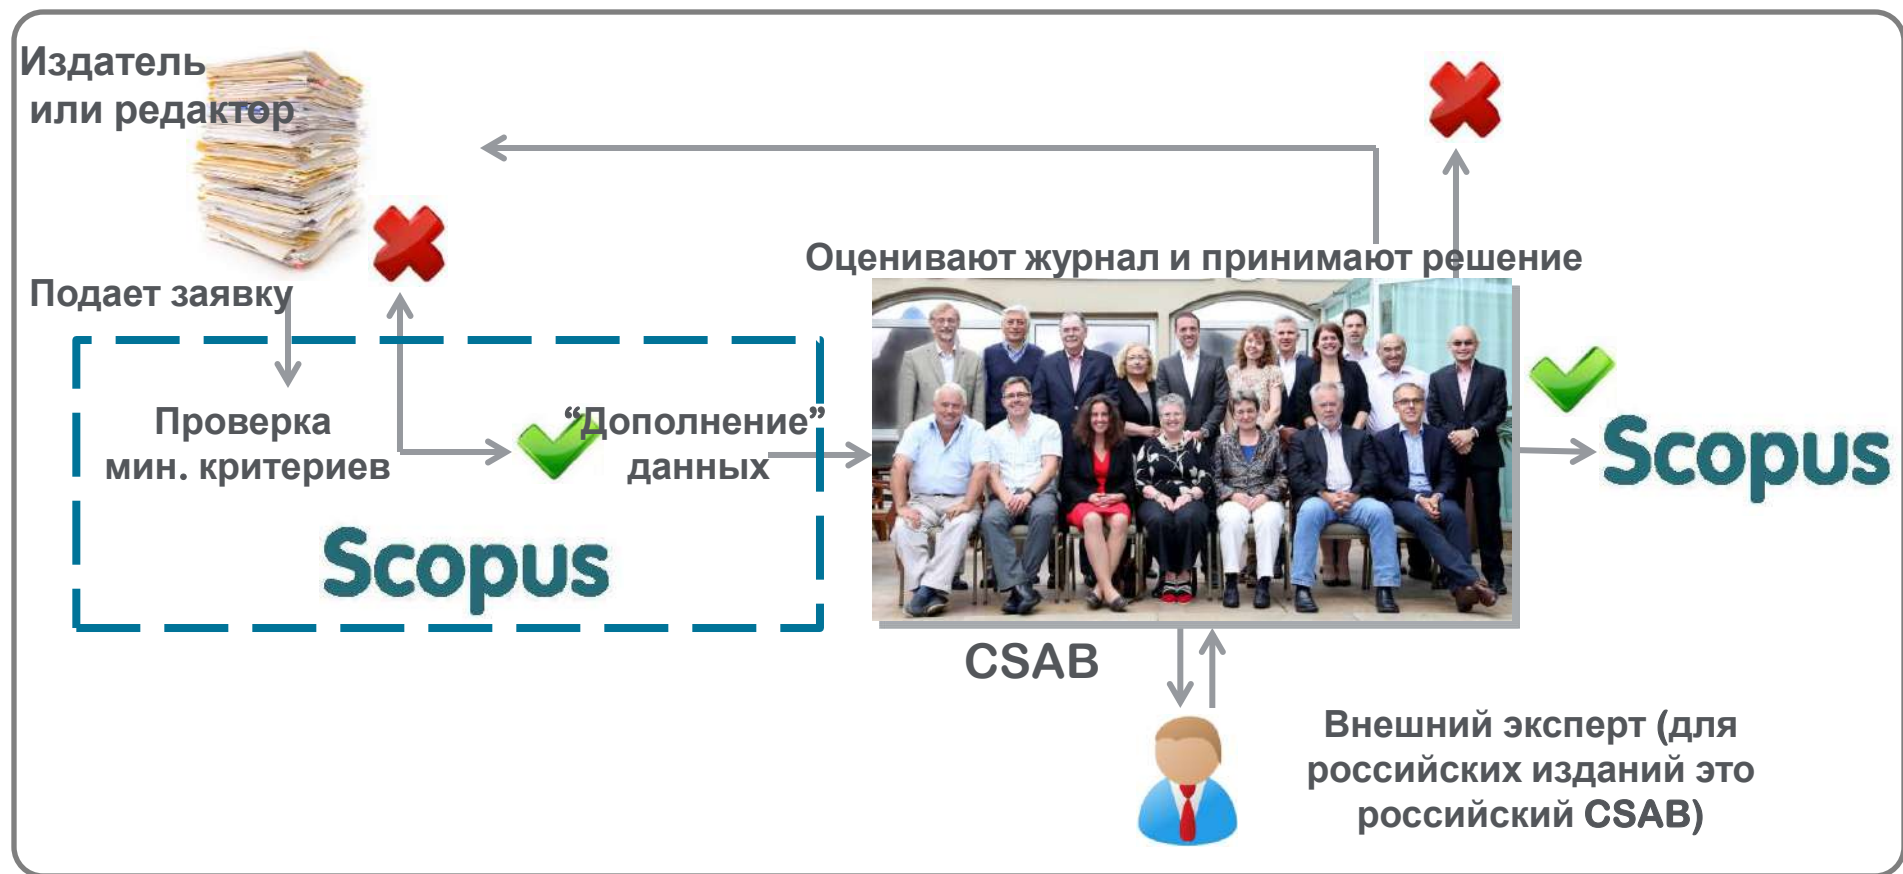 Издатель
или редактор
Подает заявку
Проверка
мин. критериев
“Дополнение”
данных
Scopus
Оценивают журнал и принимают решение
CSAB
Scopus
Внешний эксперт (для
российских изданий это
российский CSAB)